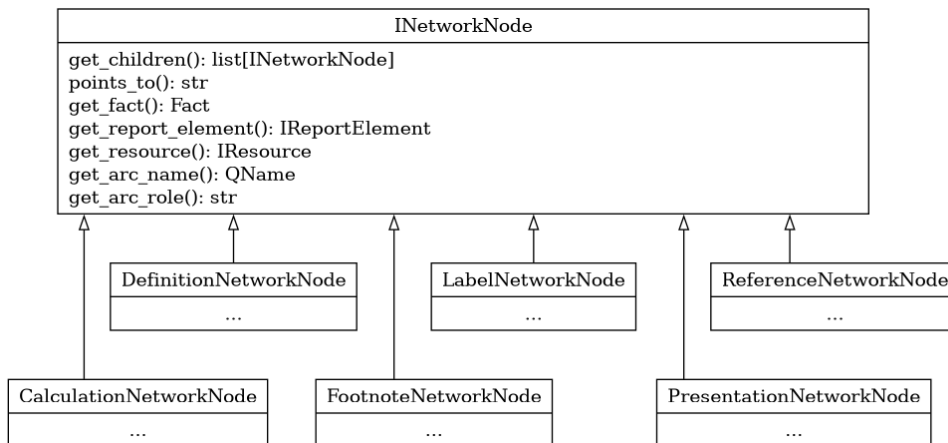 INetworkNode
get_children(): list[INetworkNode]
points_to(): str
get_fact(): Fact
get_report_element(): IReportElement
get_resource(): IResource
get_arc_name(): QName
get_arc_role(): str
DefinitionNetworkNode
...
LabelNetworkNode
...
ReferenceNetworkNode
...
CalculationNetworkNode
...
FootnoteNetworkNode
...
PresentationNetworkNode
...